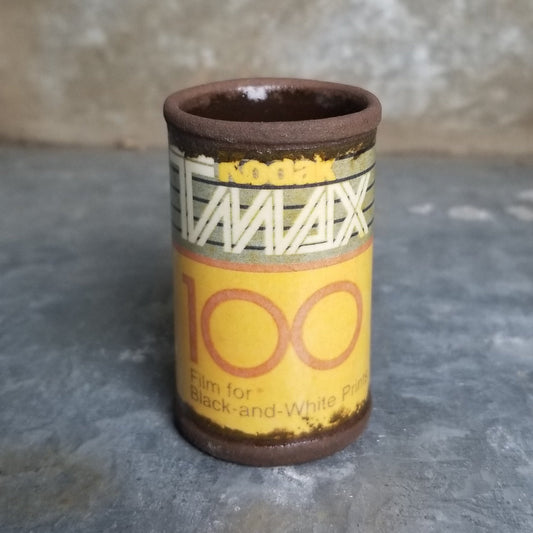 Kodak
TMAX
100
Film for
Black-and-White Prints